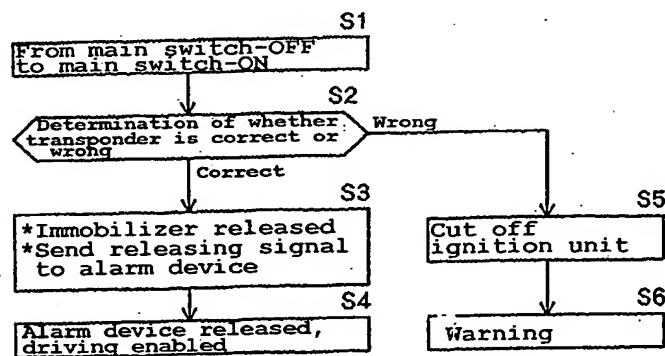 S1
From main switch-OFF
to main switch-ON
S2
Determination of whether
transponder is correct or
wrong
Wrong
Correct
S3
*Immobilizer released
*Send releasing signal
to alarm device
S5
Cut off
ignition unit
S4
Alarm device released,
driving enabled
S6
Warning